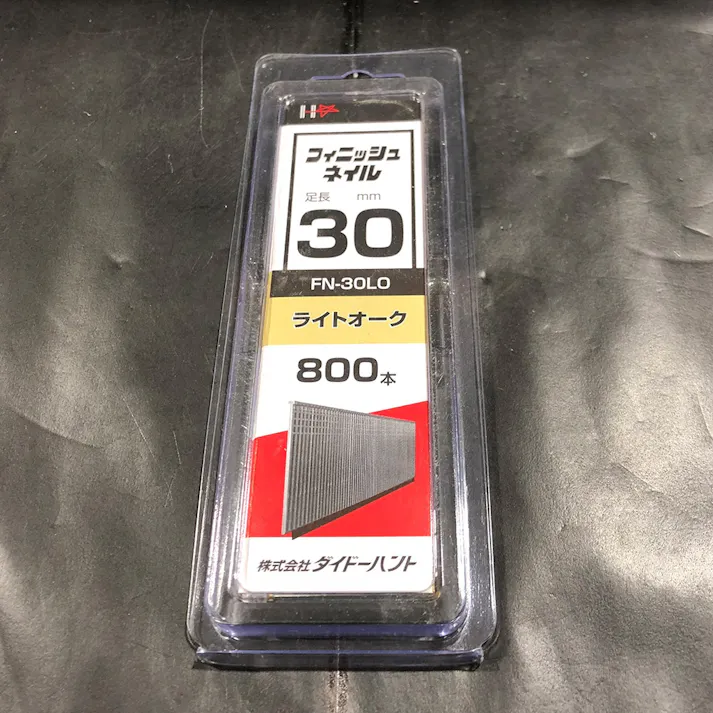 フィニッシュ
ネイル
足長 mm
30
FN-30LO
ライトオーク
800本
株式会社 ダイドーハント